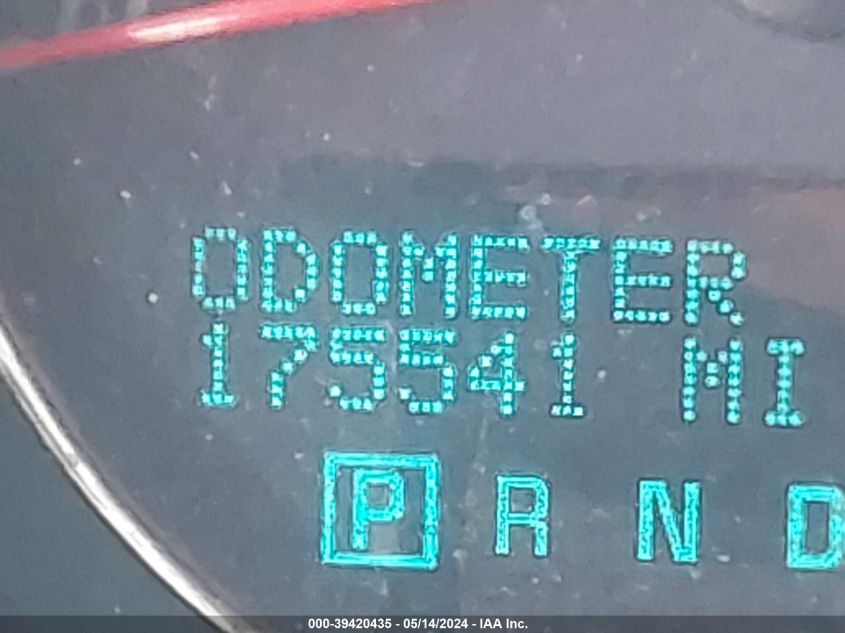 ODOMETER
175541 MI
P R N D
000-39420435 - 05/14/2024 - IAA Inc.